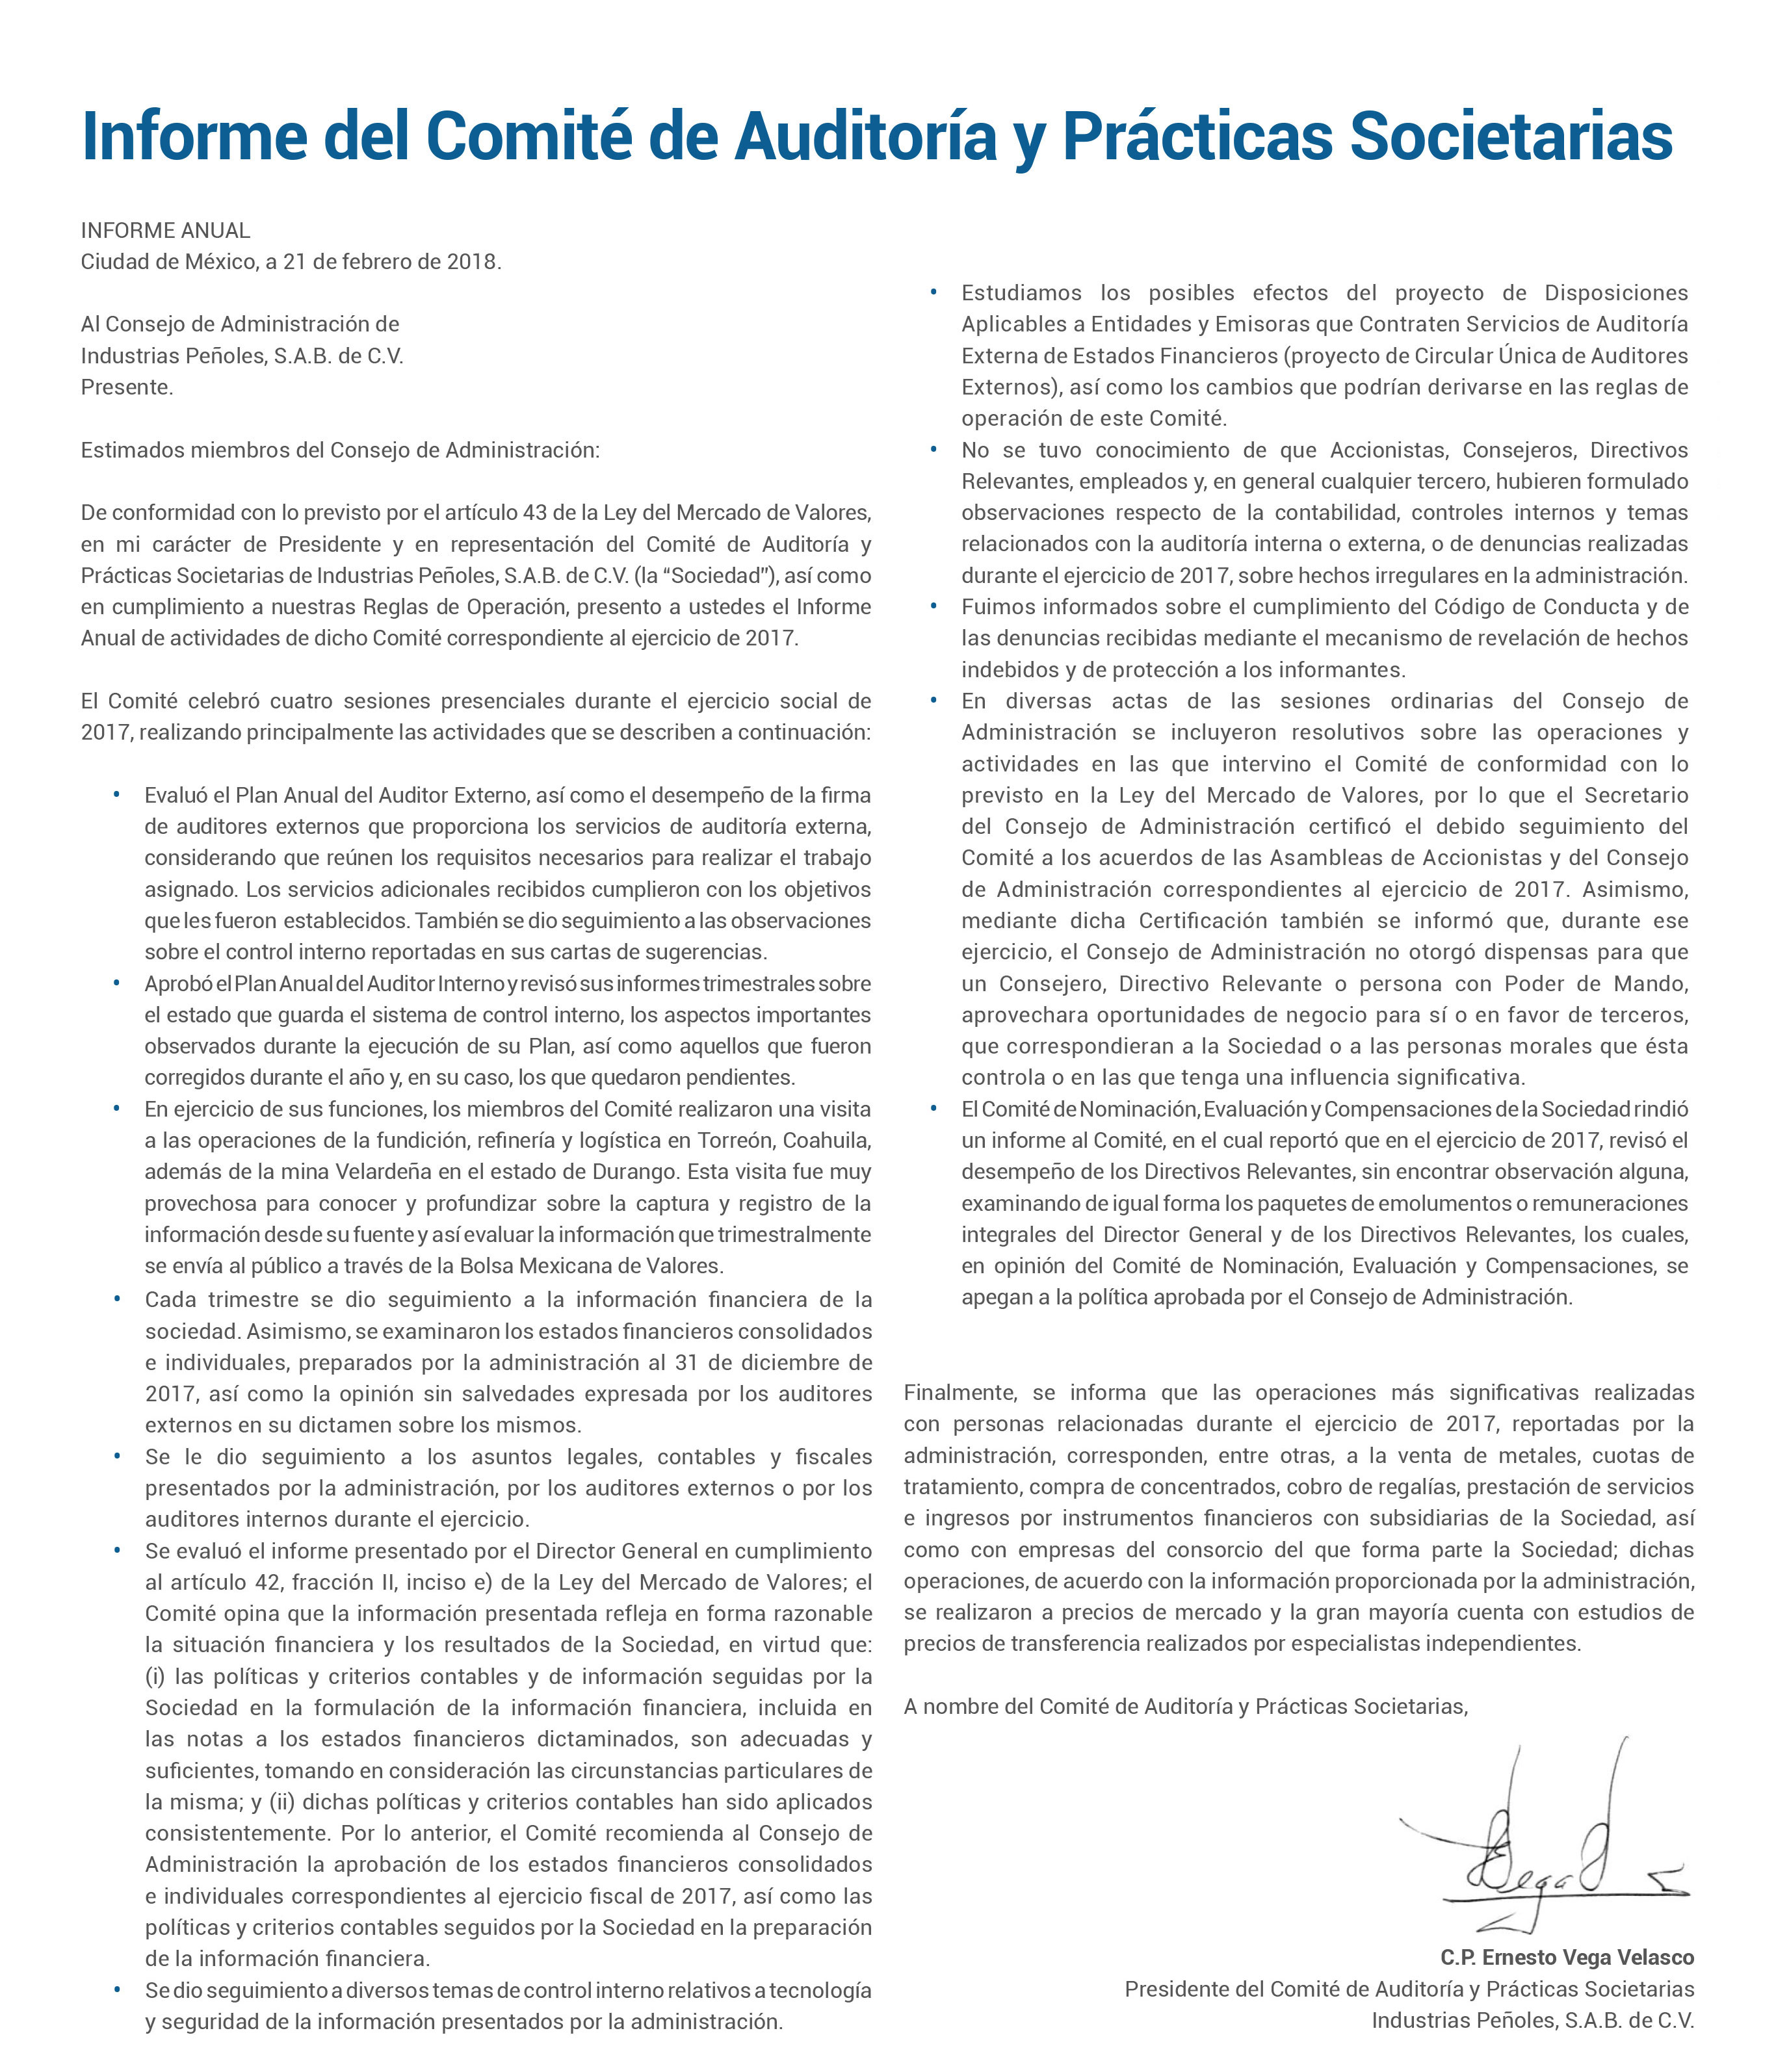 Informe del Comité de Auditoría y Prácticas Societarias
INFORME ANUAL
Ciudad de México, a 21 de febrero de 2018.
Al Consejo de Administración de
Industrias Peñoles, S.A.B. de C.V.
Presente.
Estimados miembros del Consejo de Administración:
De conformidad con lo previsto por el artículo 43 de la Ley del Mercado de Valores,
en mi carácter de Presidente y en representación del Comité de Auditoría y
Prácticas Societarias de Industrias Peñoles, S.A.B. de C.V. (la “Sociedad”), así como
en cumplimiento a nuestras Reglas de Operación, presento a ustedes el Informe
Anual de actividades de dicho Comité correspondiente al ejercicio de 2017.
El Comité celebró cuatro sesiones presenciales durante el ejercicio social de
2017, realizando principalmente las actividades que se describen a continuación:
• Evaluó el Plan Anual del Auditor Externo, así como el desempeño de la firma
de auditores externos que proporciona los servicios de auditoría externa,
considerando que reúnen los requisitos necesarios para realizar el trabajo
asignado. Los servicios adicionales recibidos cumplieron con los objetivos
que les fueron establecidos. También se dio seguimiento a las observaciones
sobre el control interno reportadas en sus cartas de sugerencias.
• Aprobó el Plan Anual del Auditor Interno y revisó sus informes trimestrales sobre
el estado que guarda el sistema de control interno, los aspectos importantes
observados durante la ejecución de su Plan, así como aquellos que fueron
corregidos durante el año y, en su caso, los que quedaron pendientes.
• En ejercicio de sus funciones, los miembros del Comité realizaron una visita
a las operaciones de la fundición, refinería y logística en Torreón, Coahuila,
además de la mina Velardeña en el estado de Durango. Esta visita fue muy
provechosa para conocer y profundizar sobre la captura y registro de la
información desde su fuente y así evaluar la información que trimestralmente
se envía al público a través de la Bolsa Mexicana de Valores.
• Cada trimestre se dio seguimiento a la información financiera de la
sociedad. Asimismo, se examinaron los estados financieros consolidados
e individuales, preparados por la administración al 31 de diciembre de
2017, así como la opinión sin salvedades expresada por los auditores
externos en su dictamen sobre los mismos.
• Se le dio seguimiento a los asuntos legales, contables y fiscales
presentados por la administración, por los auditores externos o por los
auditores internos durante el ejercicio.
• Se evaluó el informe presentado por el Director General en cumplimiento
al artículo 42, fracción II, inciso e) de la Ley del Mercado de Valores; el
Comité opina que la información presentada refleja en forma razonable
la situación financiera y los resultados de la Sociedad, en virtud que:
(i) las políticas y criterios contables y de información seguidas por la
Sociedad en la formulación de la información financiera, incluida en
las notas a los estados financieros dictaminados, son adecuadas y
suficientes, tomando en consideración las circunstancias particulares de
la misma; y (ii) dichas políticas y criterios contables han sido aplicados
consistentemente. Por lo anterior, el Comité recomienda al Consejo de
Administración la aprobación de los estados financieros consolidados
e individuales correspondientes al ejercicio fiscal de 2017, así como las
políticas y criterios contables seguidos por la Sociedad en la preparación
de la información financiera.
• Se dio seguimiento a diversos temas de control interno relativos a tecnología
y seguridad de la información presentados por la administración.
• Estudiamos los posibles efectos del proyecto de Disposiciones
Aplicables a Entidades y Emisoras que Contraten Servicios de Auditoría
Externa de Estados Financieros (proyecto de Circular Única de Auditores
Externos), así como los cambios que podrían derivarse en las reglas de
operación de este Comité.
• No se tuvo conocimiento de que Accionistas, Consejeros, Directivos
Relevantes, empleados y, en general cualquier tercero, hubieren formulado
observaciones respecto de la contabilidad, controles internos y temas
relacionados con la auditoría interna o externa, o de denuncias realizadas
durante el ejercicio de 2017, sobre hechos irregulares en la administración.
• Fuimos informados sobre el cumplimiento del Código de Conducta y de
las denuncias recibidas mediante el mecanismo de revelación de hechos
indebidos y de protección a los informantes.
• En diversas actas de las sesiones ordinarias del Consejo de
Administración se incluyeron resolutivos sobre las operaciones y
actividades en las que intervino el Comité de conformidad con lo
previsto en la Ley del Mercado de Valores, por lo que el Secretario
del Consejo de Administración certificó el debido seguimiento del
Comité a los acuerdos de las Asambleas de Accionistas y del Consejo
de Administración correspondientes al ejercicio de 2017. Asimismo,
mediante dicha Certificación también se informó que, durante ese
ejercicio, el Consejo de Administración no otorgó dispensas para que
un Consejero, Directivo Relevante o persona con Poder de Mando,
aprovechara oportunidades de negocio para sí o en favor de terceros,
que correspondieran a la Sociedad o a las personas morales que ésta
controla o en las que tenga una influencia significativa.
• El Comité de Nominación, Evaluación y Compensaciones de la Sociedad rindió
un informe al Comité, en el cual reportó que en el ejercicio de 2017, revisó el
desempeño de los Directivos Relevantes, sin encontrar observación alguna,
examinando de igual forma los paquetes de emolumentos o remuneraciones
integrales del Director General y de los Directivos Relevantes, los cuales,
en opinión del Comité de Nominación, Evaluación y Compensaciones, se
apegan a la política aprobada por el Consejo de Administración.
Finalmente, se informa que las operaciones más significativas realizadas
con personas relacionadas durante el ejercicio de 2017, reportadas por la
administración, corresponden, entre otras, a la venta de metales, cuotas de
tratamiento, compra de concentrados, cobro de regalías, prestación de servicios
e ingresos por instrumentos financieros con subsidiarias de la Sociedad, así
como con empresas del consorcio del que forma parte la Sociedad; dichas
operaciones, de acuerdo con la información proporcionada por la administración,
se realizaron a precios de mercado y la gran mayoría cuenta con estudios de
precios de transferencia realizados por especialistas independientes.
A nombre del Comité de Auditoría y Prácticas Societarias,
C.P. Ernesto Vega Velasco
Presidente del Comité de Auditoría y Prácticas Societarias
Industrias Peñoles, S.A.B. de C.V.